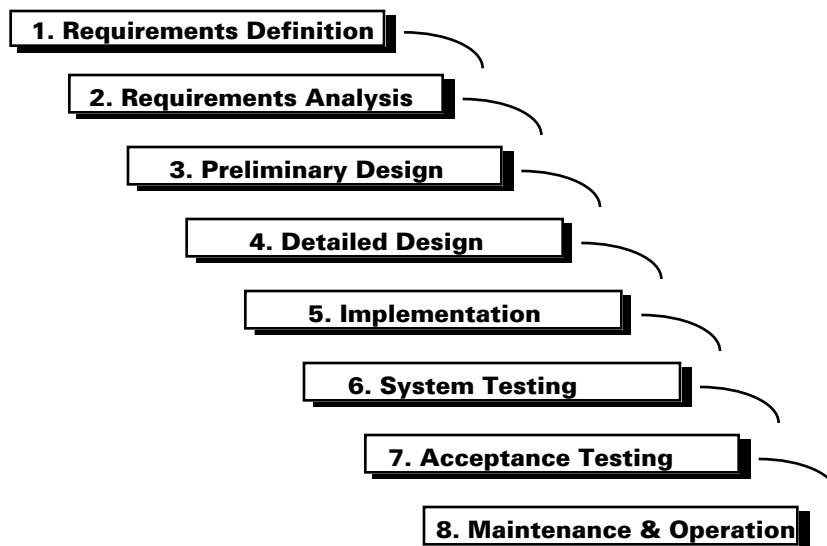 1. Requirements Definition
2. Requirements Analysis
3. Preliminary Design
4. Detailed Design
5. Implementation
6. System Testing
7. Acceptance Testing
8. Maintenance & Operation